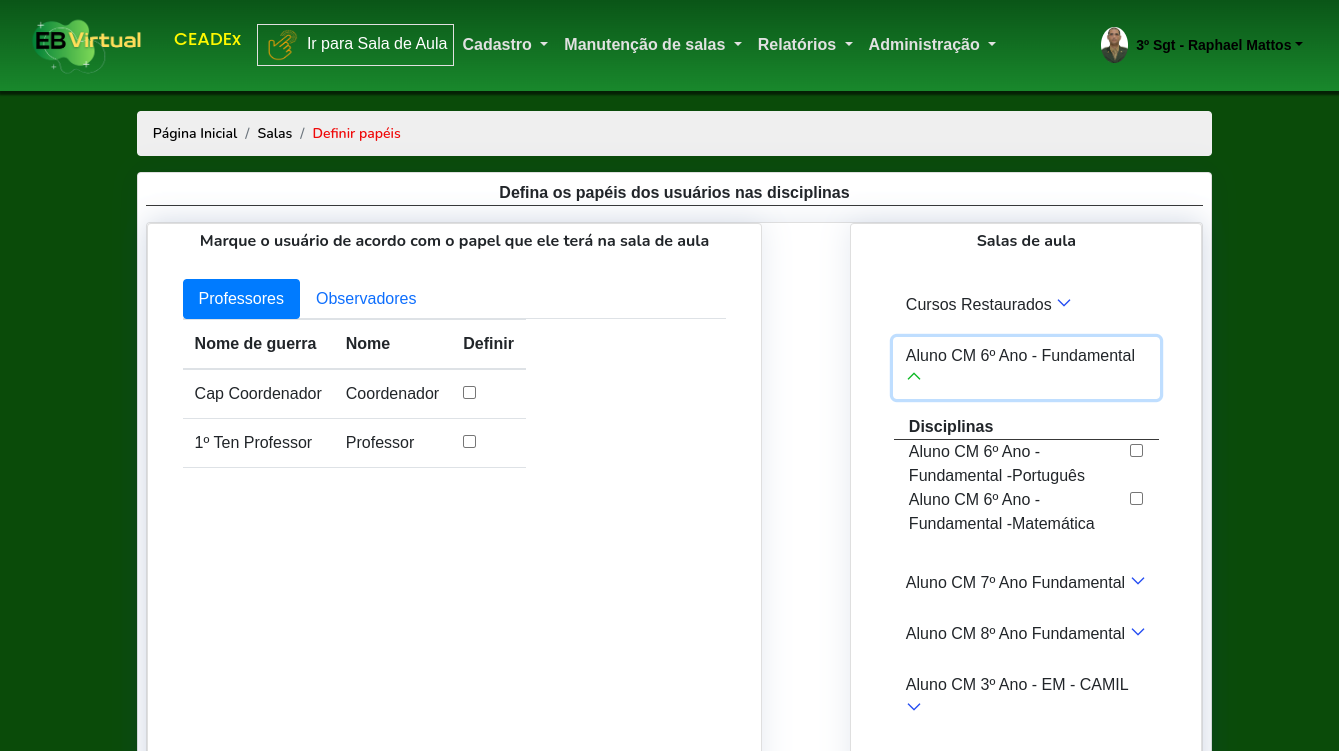 EB Virtual CEADEx Ir para Sala de Aula Cadastro Manutenção de salas Relatórios Administração 3º Sgt - Raphael Mattos
Página Inicial / Salas / Definir papéis
Defina os papéis dos usuários nas disciplinas
Marque o usuário de acordo com o papel que ele terá na sala de aula
Professores Observadores
Nome de guerra Nome Definir
Cap Coordenador Coordenador
1º Ten Professor Professor
Salas de aula
Cursos Restaurados
Aluno CM 6º Ano - Fundamental
Disciplinas
Aluno CM 6º Ano -
Fundamental -Português
Aluno CM 6º Ano -
Fundamental -Matemática
Aluno CM 7º Ano Fundamental
Aluno CM 8º Ano Fundamental
Aluno CM 3º Ano - EM - CAMIL